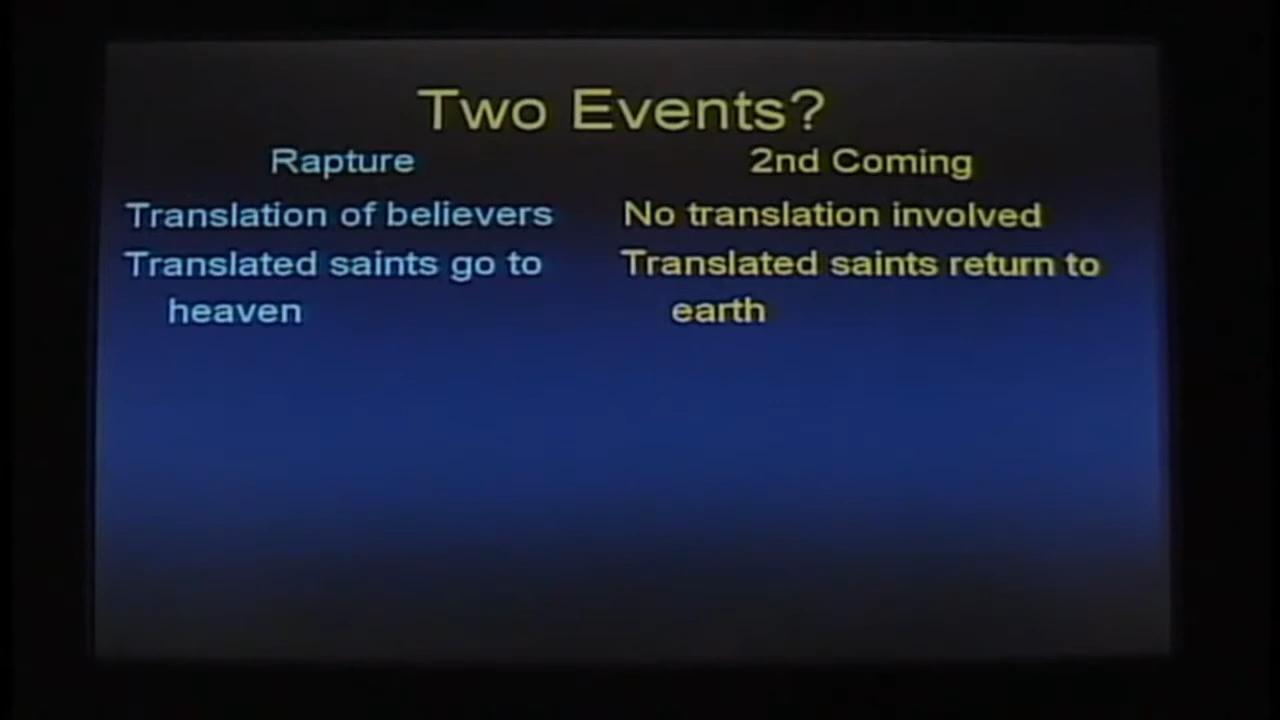 Two Events?
Rapture
2nd Coming
Translation of believers
No translation involved
Translated saints go to
heaven
Translated saints return to
earth